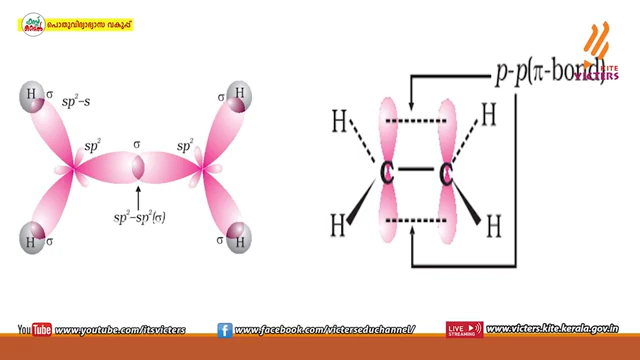 പൊതുവിദ്യാഭ്യാസ വകുപ്പ്
KITE
VICTERS
H σ
sp²–s
sp²
σ
sp²
σ H
H σ
sp²–sp²(σ)
σ H
p-p(π-bond)
H
H
C
C
H
H
YouTube www.youtube.com/itsvicters
f www.facebook.com/victerseduchannel/
LIVE STREAMING www.victers.kite.kerala.gov.in